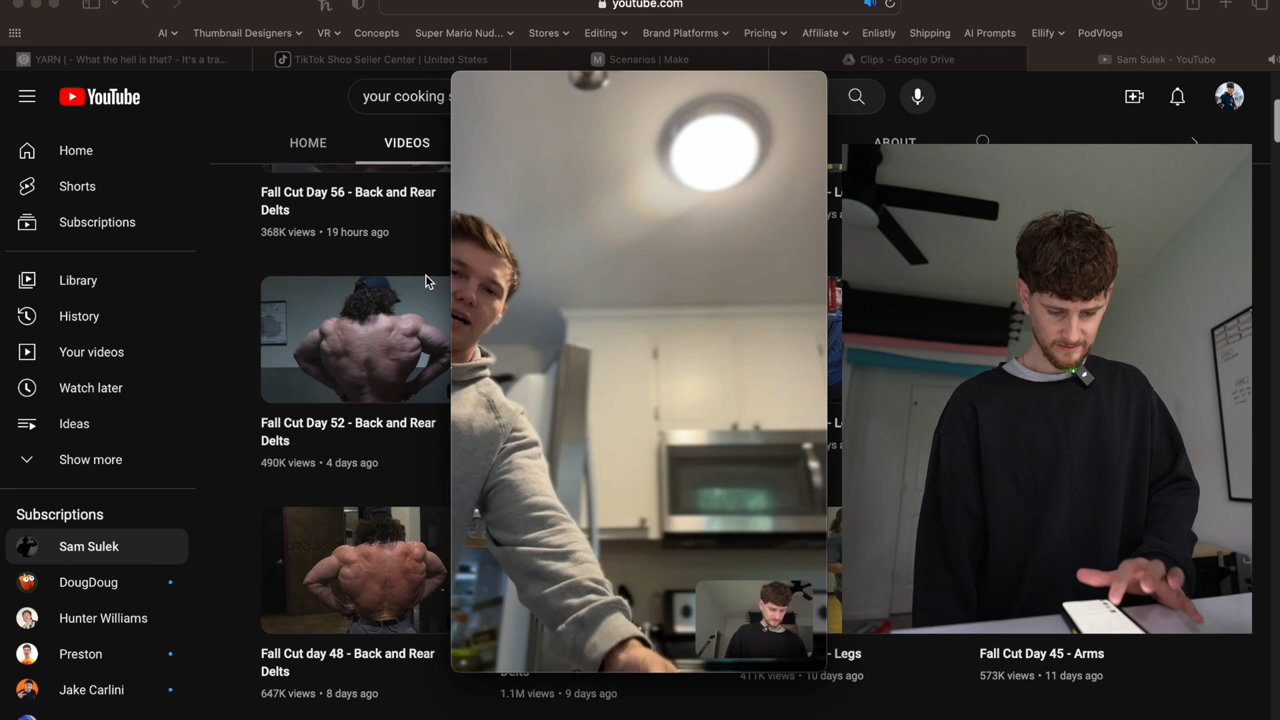 youtube.com
AI Thumbnail Designers VR Concepts Super Mario Nud... Stores Editing Brand Platforms Pricing Affiliate Enlistly Shipping AI Prompts Ellify PodVlogs
YARN | - What the hell is that? - It's a tra... TikTok Shop Seller Center | United States Scenarios | Make Clips - Google Drive Sam Sulek - YouTube
YouTube
your cooking
HOME VIDEOS ABOUT
Home
Shorts
Subscriptions
Library
History
Your videos
Watch later
Ideas
Show more
Subscriptions
Sam Sulek
DougDoug
Hunter Williams
Preston
Jake Carlini
Fall Cut Day 56 - Back and Rear
Delts
368K views • 19 hours ago
Fall Cut Day 52 - Back and Rear
Delts
490K views • 4 days ago
Fall Cut day 48 - Back and Rear
Delts
647K views • 8 days ago
Delts
1.1M views • 9 days ago
- Legs
411K views • 10 days ago
Fall Cut Day 45 - Arms
573K views • 11 days ago